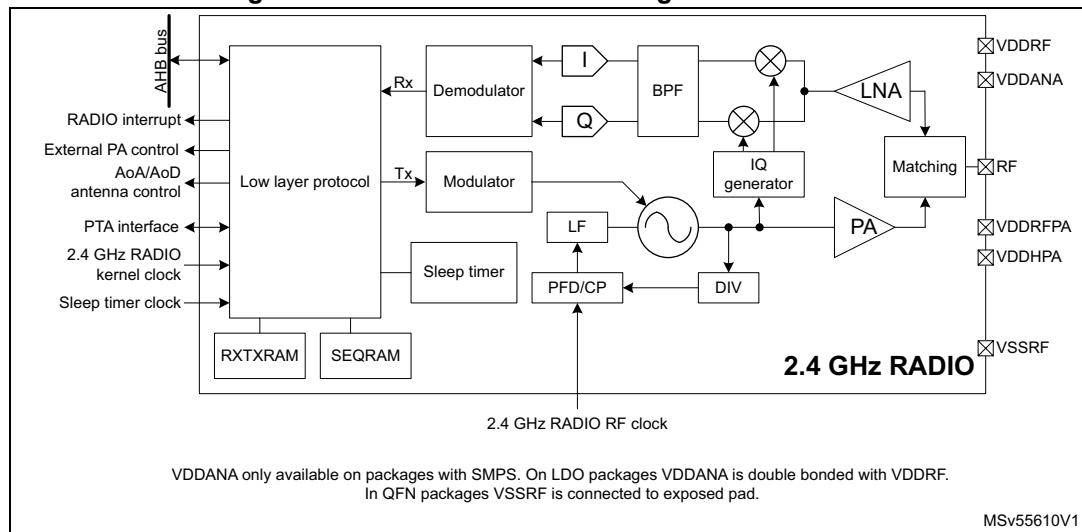 AHB bus
RADIO interrupt
External PA control
AoA/AoD
antenna control
PTA interface
2.4 GHz RADIO
kernel clock
Sleep timer clock
Low layer protocol
Rx
Tx
RXTXRAM
SEQRAM
Demodulator
Modulator
Sleep timer
I
Q
BPF
LNA
IQ
generator
Matching
LF
PA
PFD/CP
DIV
VDDRF
VDDANA
RF
VDDRFPA
VDDHPA
VSSRF
2.4 GHz RADIO
2.4 GHz RADIO RF clock
VDDANA only available on packages with SMPS. On LDO packages VDDANA is double bonded with VDDRF.
In QFN packages VSSRF is connected to exposed pad.
MSv55610V1